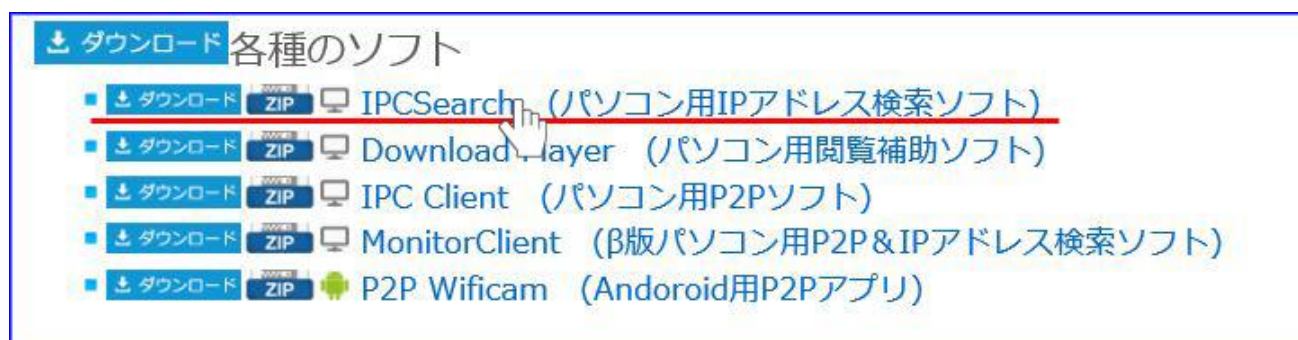 ダウンロード 各種のソフト
ダウンロード ZIP IPCSearch (パソコン用IPアドレス検索ソフト)
ダウンロード ZIP Download Player (パソコン用閲覧補助ソフト)
ダウンロード ZIP IPC Client (パソコン用P2Pソフト)
ダウンロード ZIP MonitorClient (β版パソコン用P2P&IPアドレス検索ソフト)
ダウンロード ZIP P2P Wificam (Andoroid用P2Pアプリ)